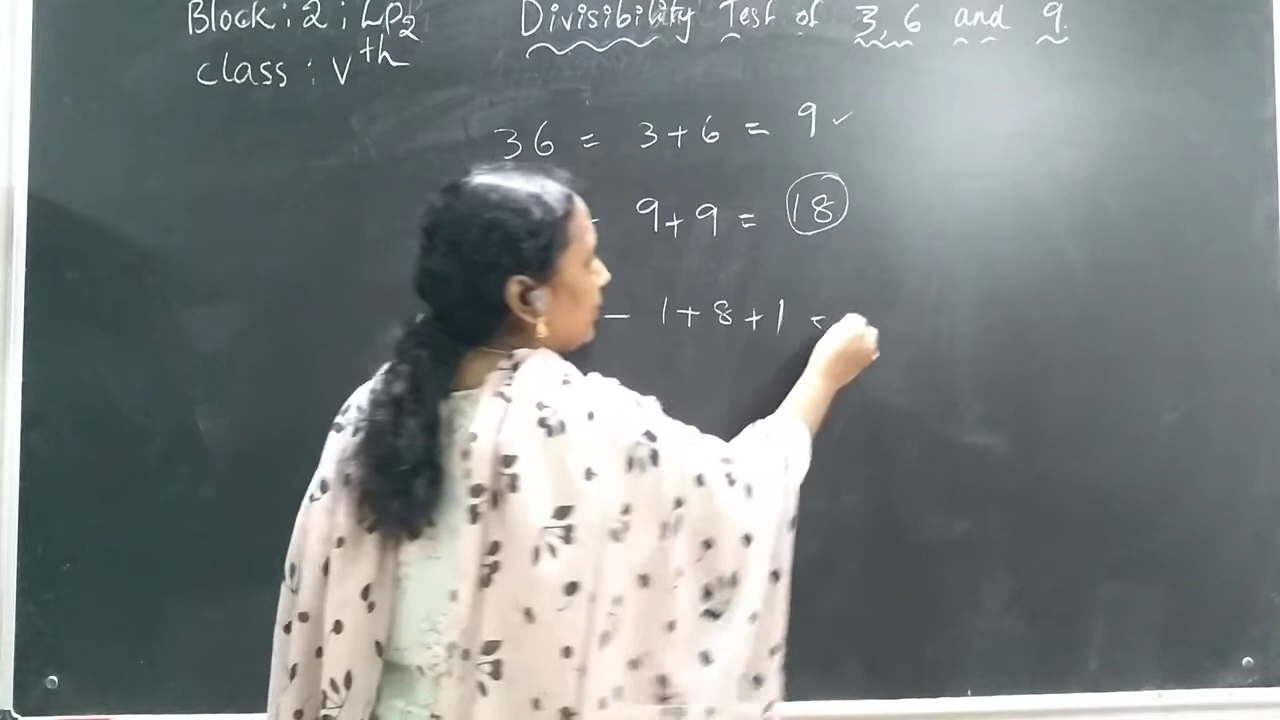 Block: 2; Lp2 Divisibility Test of 3, 6 and 9.
class: Vth
36 = 3+6 = 9 ✓
- 9+9 = 18
- 1+8+1 =